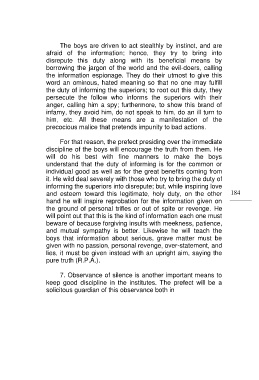 The boys are driven to act stealthily by instinct, and are
afraid of the information; hence, they try to bring into
disrepute this duty along with its beneficial means by
borrowing the jargon of the world and the evil-doers, calling
the information espionage. They do their utmost to give this
word an ominous, hated meaning so that no one may fulfill
the duty of informing the superiors; to root out this duty, they
persecute the follow who informs the superiors with their
anger, calling him a spy; furthermore, to show this brand of
infamy, they avoid him, do not speak to him, do an ill turn to
him, etc. All these means are a manifestation of the
precocious malice that pretends impunity to bad actions.
For that reason, the prefect presiding over the immediate
discipline of the boys will encourage the truth from them. He
will do his best with fine manners to make the boys
understand that the duty of informing is for the common or
individual good as well as for the great benefits coming from
it. He wild deal severely with those who try to bring the duty of
informing the superiors into disrepute; but, while inspiring love
and esteem toward this legitimate, holy duty, on the other
hand he will inspire reprobation for the information given on
the ground of personal trifles or out of spite or revenge. He
will point out that this is the kind of information each one must
beware of because forgiving insults with meekness, patience,
and mutual sympathy is better. Likewise he will teach the
boys that information about serious, grave matter must be
given with no passion, personal revenge, over-statement, and
lies, it must be given instead with an upright aim, saying the
pure truth (R.P.A.).
184
7. Observance of silence is another important means to
keep good discipline in the institutes. The prefect will be a
solicitous guardian of this observance both in